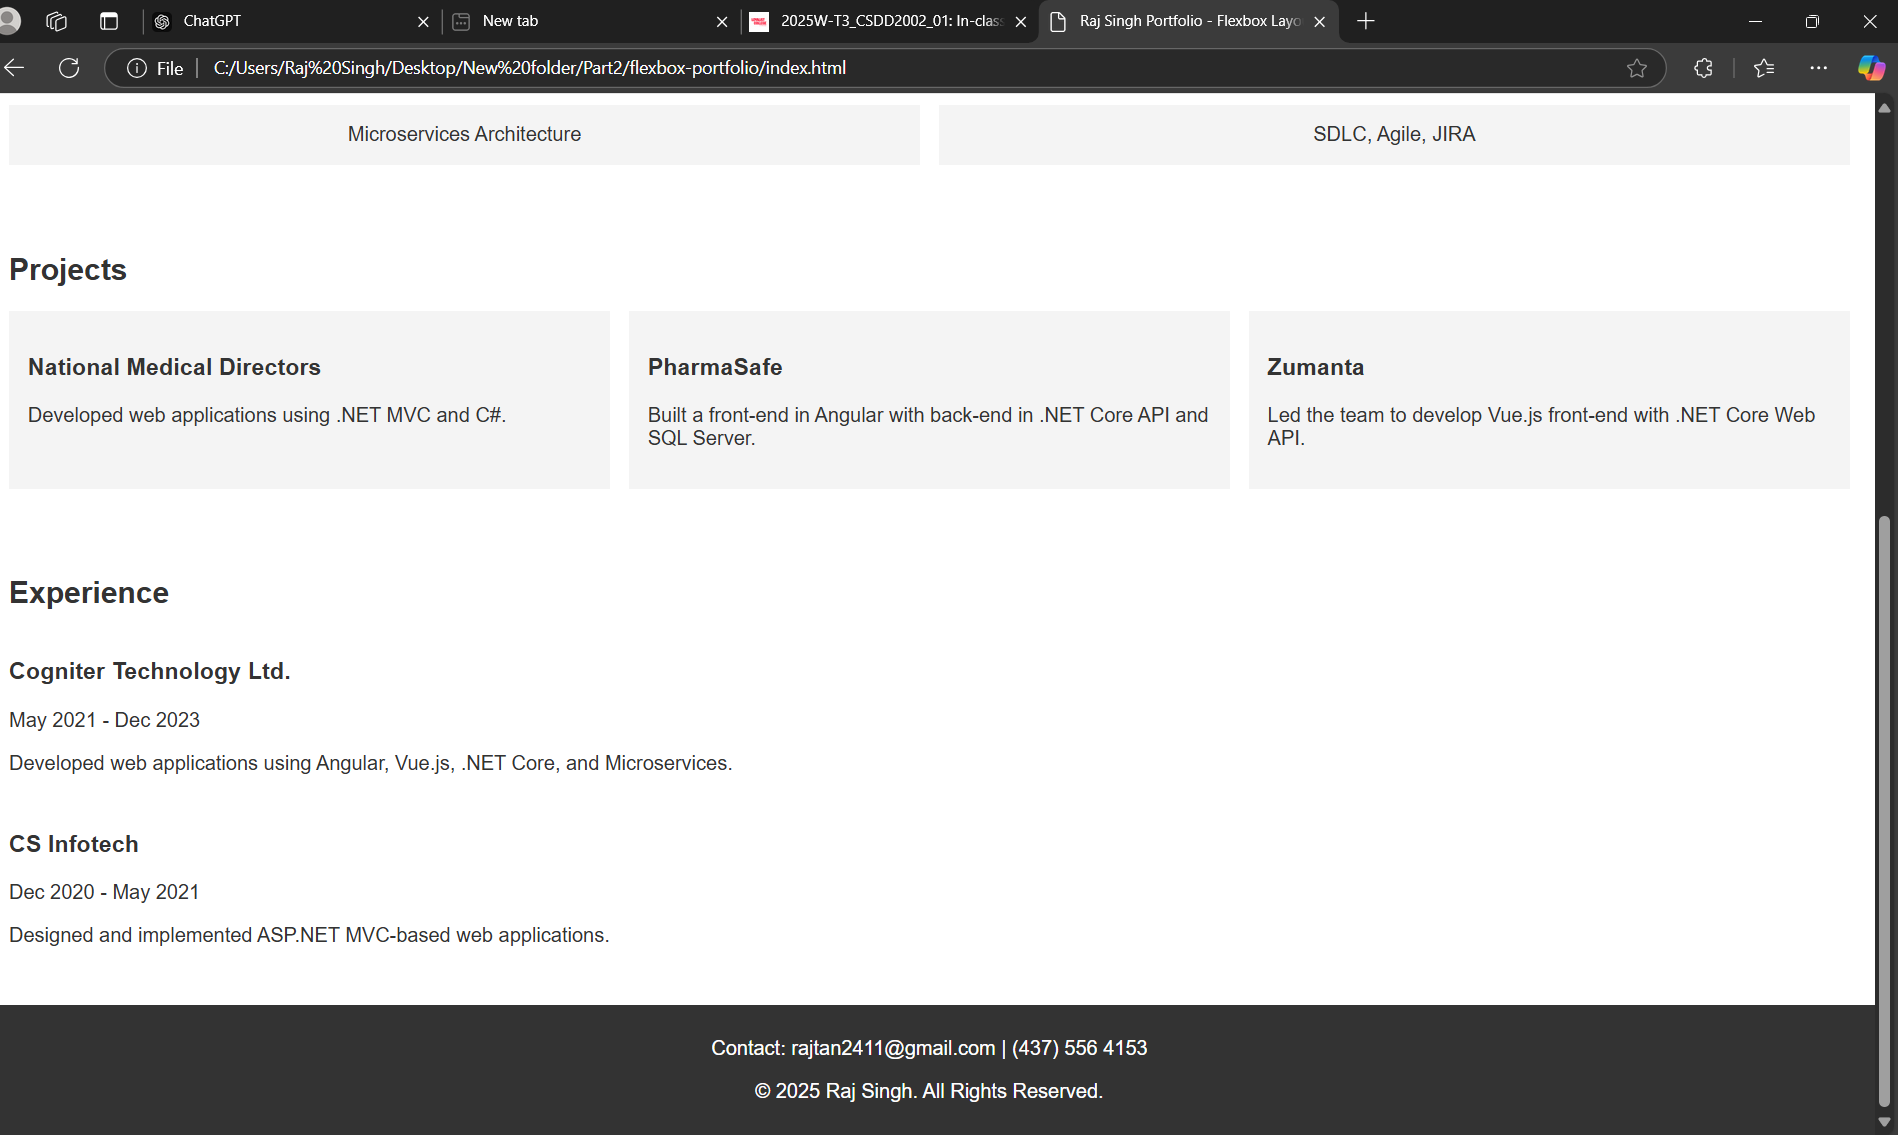 ChatGPT
New tab
2025W-T3_CSDD2002_01: In-clas
Raj Singh Portfolio - Flexbox Layo
File
C:/Users/Raj%20Singh/Desktop/New%20folder/Part2/flexbox-portfolio/index.html
Microservices Architecture
SDLC, Agile, JIRA
Projects
National Medical Directors
Developed web applications using .NET MVC and C#.
PharmaSafe
Built a front-end in Angular with back-end in .NET Core API and
SQL Server.
Zumanta
Led the team to develop Vue.js front-end with .NET Core Web
API.
Experience
Cogniter Technology Ltd.
May 2021 - Dec 2023
Developed web applications using Angular, Vue.js, .NET Core, and Microservices.
CS Infotech
Dec 2020 - May 2021
Designed and implemented ASP.NET MVC-based web applications.
Contact: rajtan2411@gmail.com | (437) 556 4153
© 2025 Raj Singh. All Rights Reserved.